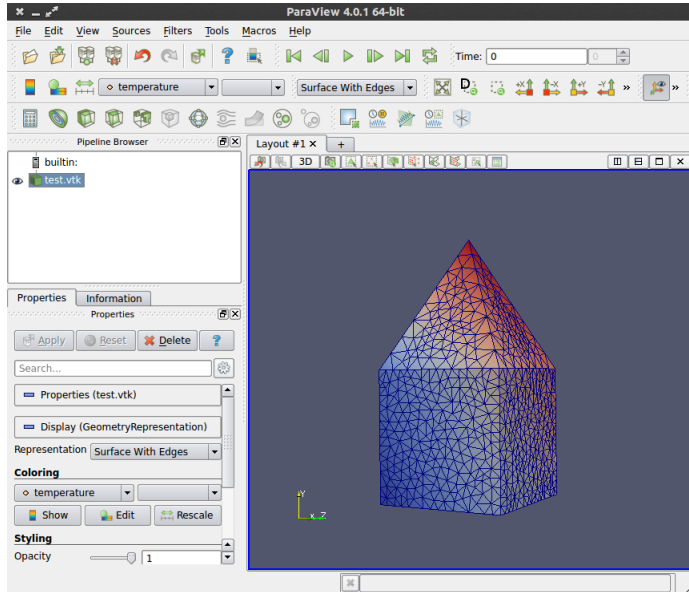 ParaView 4.0.1 64-bit
File Edit View Sources Filters Tools Macros Help
Time: 0 0
temperature Surface With Edges +X -X +Y -Y » »
Pipeline Browser
Layout #1 × +
3D
builtin:
test.vtk
Properties Information
Properties
Apply Reset Delete ?
Search...
Properties (test.vtk)
Display (GeometryRepresentation)
Representation Surface With Edges
Coloring
temperature
Show Edit Rescale
Styling
Opacity 1
Y
x Z